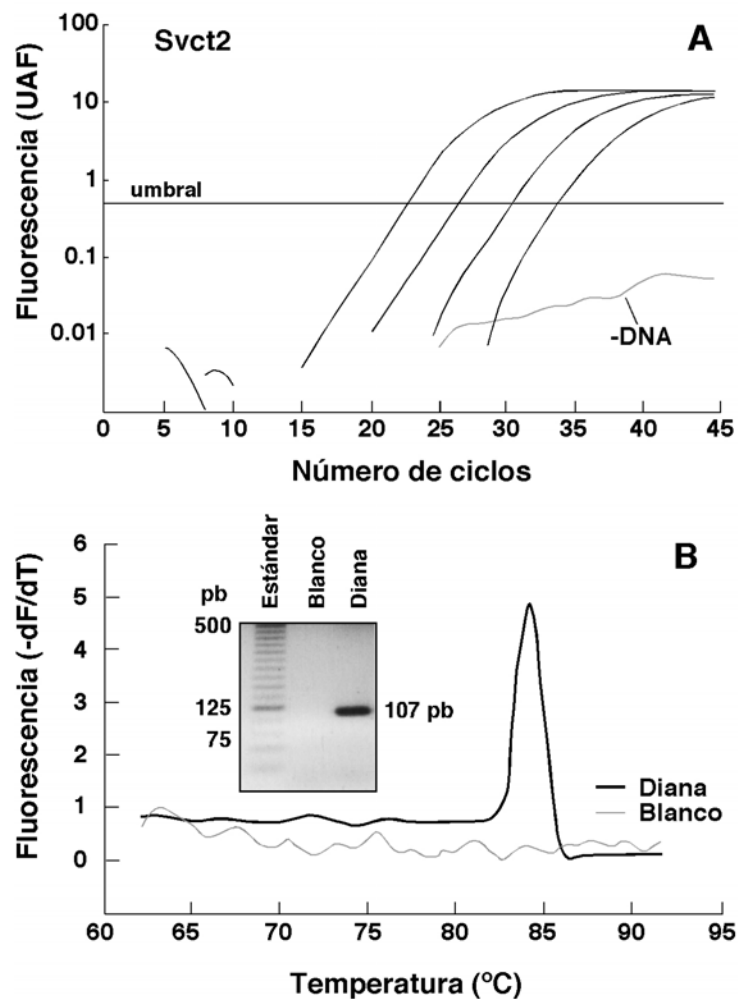 Svct2
A
Fluorescencia (UAF)
100
10
1
0.1
0.01
umbral
-DNA
0 5 10 15 20 25 30 35 40 45
Número de ciclos
B
Fluorescencia (-dF/dT)
6
5
4
3
2
1
0
pb
Estándar
Blanco
Diana
500
125
75
107 pb
Diana
Blanco
60 65 70 75 80 85 90 95
Temperatura (ºC)